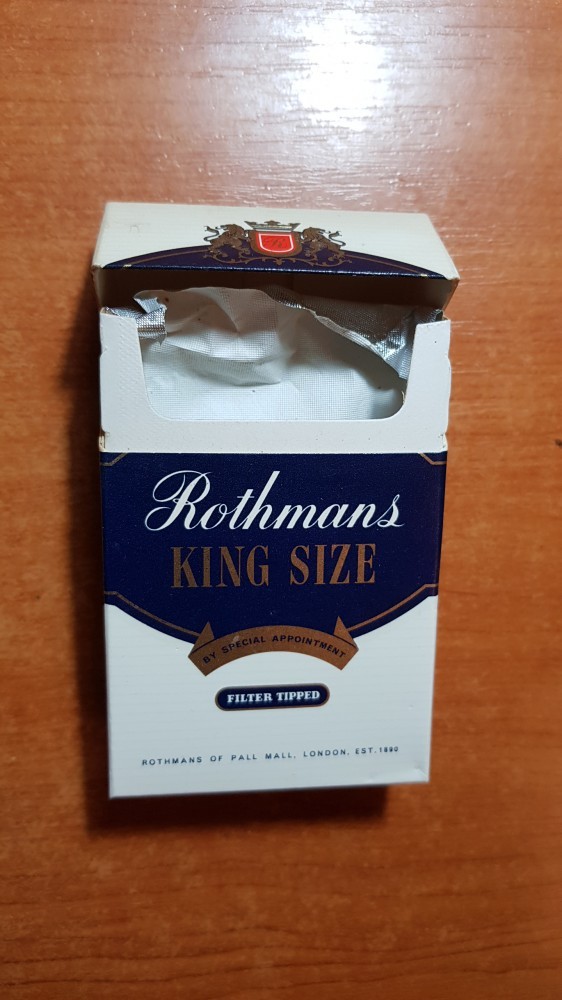 Rothmans
KING SIZE
BY SPECIAL APPOINTMENT
FILTER TIPPED
ROTHMANS OF PALL MALL, LONDON, EST. 1890